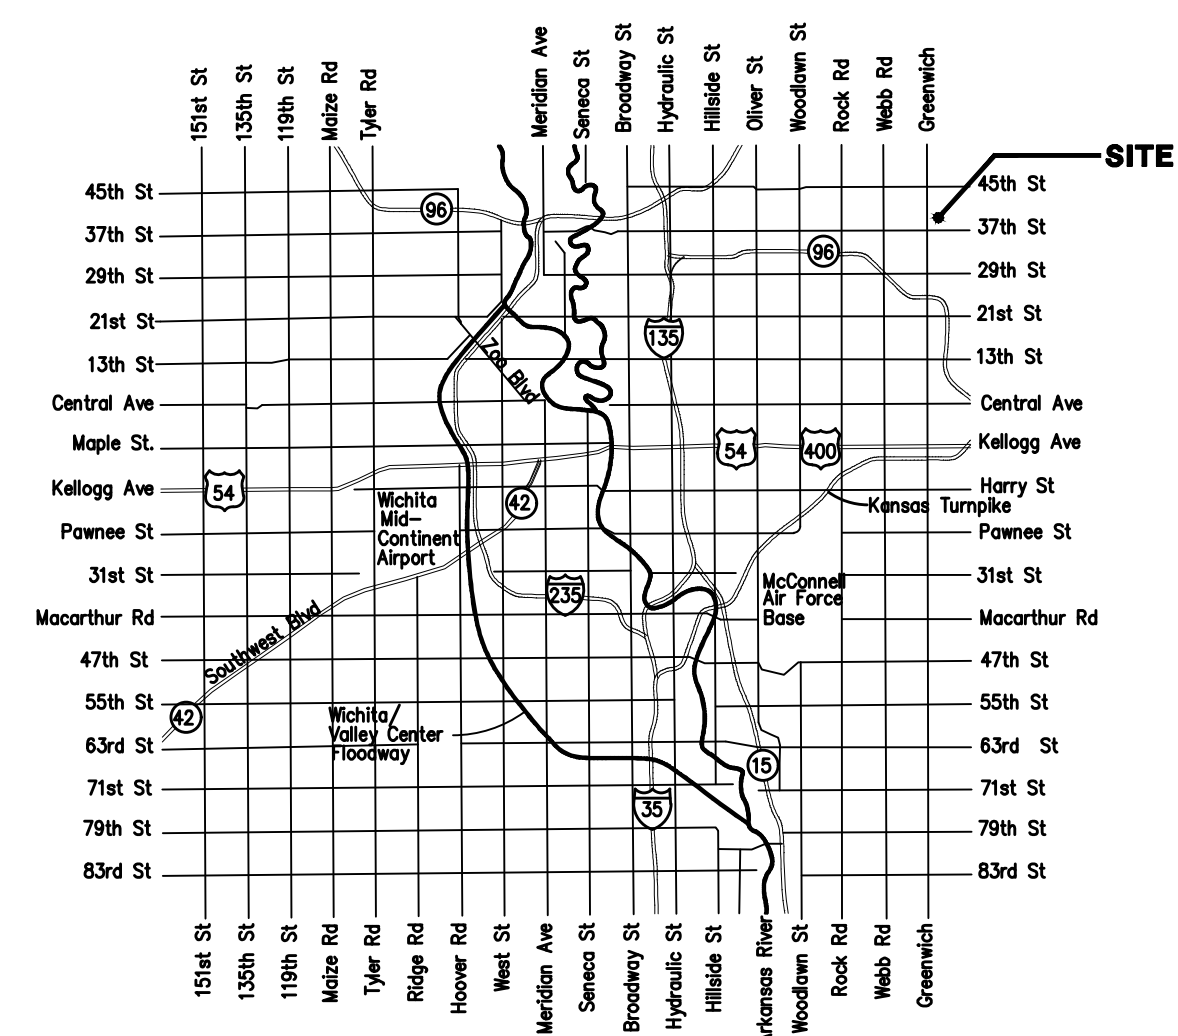 151st St
135th St
119th St
Maize Rd
Tyler Rd
Meridian Ave
Seneca St
Broadway St
Hydraulic St
Hillside St
Oliver St
Woodlawn St
Rock Rd
Webb Rd
Greenwich
SITE
45th St
37th St
29th St
21st St
13th St
Central Ave
Maple St.
Kellogg Ave
Pawnee St
31st St
Macarthur Rd
47th St
55th St
63rd St
71st St
79th St
83rd St
96
96
135
Zoo Blvd
54
54
400
42
Wichita
Mid-
Continent
Airport
Kansas Turnpike
235
McConnell
Air Force
Base
Southwest Blvd
42
Wichita/
Valley Center
Floodway
15
35
45th St
37th St
29th St
21st St
13th St
Central Ave
Kellogg Ave
Harry St
Pawnee St
31st St
Macarthur Rd
47th St
55th St
63rd St
71st St
79th St
83rd St
151st St
135th St
119th St
Maize Rd
Tyler Rd
Ridge Rd
Hoover Rd
West St
Meridian Ave
Seneca St
Broadway St
Hydraulic St
Hillside St
rkansas River
Woodlawn St
Rock Rd
Webb Rd
Greenwich